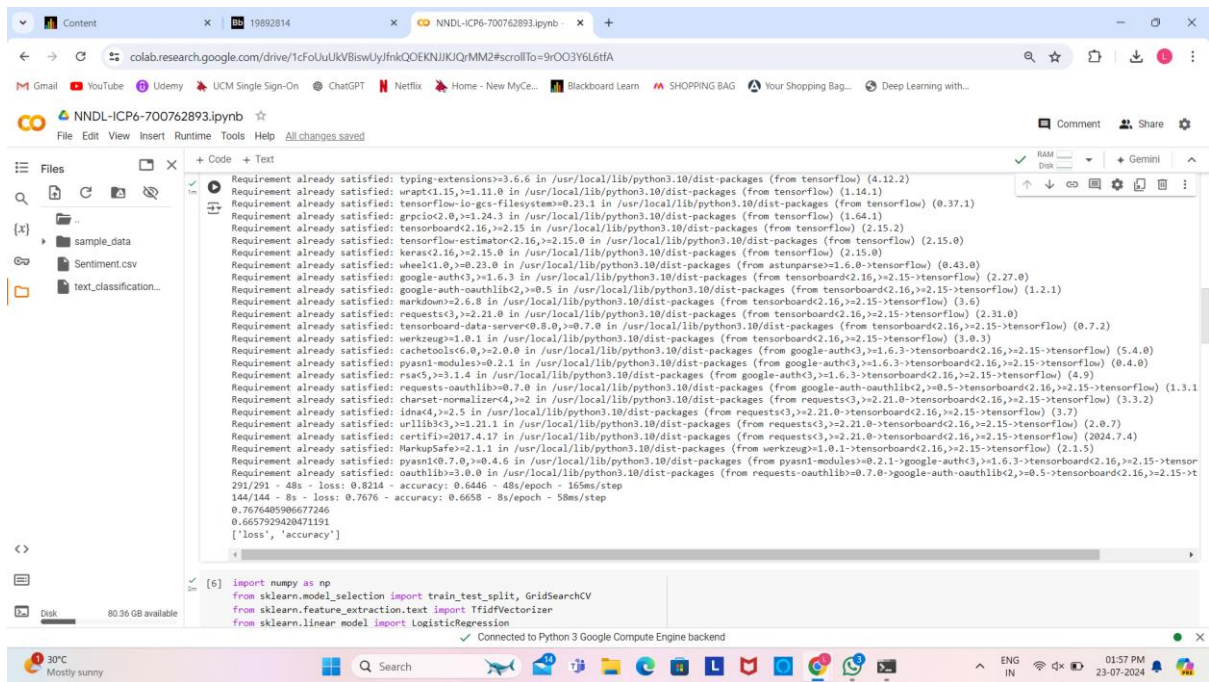 Content
Bb 19892814
NNDL-ICP6-700762893.ipynb -
colab.research.google.com/drive/1cFoUuUkVBiswUyJfnkQOEKNJJKJQrMM2#scrollTo=9rOO3Y6L6tfA
Gmail YouTube Udemy UCM Single Sign-On ChatGPT Netflix Home - New MyCe... Blackboard Learn SHOPPING BAG Your Shopping Bag... Deep Learning with...
CO NNDL-ICP6-700762893.ipynb
Comment Share
File Edit View Insert Runtime Tools Help All changes saved
Files
+ Code + Text
RAM
Disk
Gemini
..
sample_data
Sentiment.csv
text_classification...
{x}
1m
Requirement already satisfied: typing-extensions>=3.6.6 in /usr/local/lib/python3.10/dist-packages (from tensorflow) (4.12.2)
Requirement already satisfied: wrapt<1.15,>=1.11.0 in /usr/local/lib/python3.10/dist-packages (from tensorflow) (1.14.1)
Requirement already satisfied: tensorflow-io-gcs-filesystem>=0.23.1 in /usr/local/lib/python3.10/dist-packages (from tensorflow) (0.37.1)
Requirement already satisfied: grpcio<2.0,>=1.24.3 in /usr/local/lib/python3.10/dist-packages (from tensorflow) (1.64.1)
Requirement already satisfied: tensorboard<2.16,>=2.15 in /usr/local/lib/python3.10/dist-packages (from tensorflow) (2.15.2)
Requirement already satisfied: tensorflow-estimator<2.16,>=2.15.0 in /usr/local/lib/python3.10/dist-packages (from tensorflow) (2.15.0)
Requirement already satisfied: keras<2.16,>=2.15.0 in /usr/local/lib/python3.10/dist-packages (from tensorflow) (2.15.0)
Requirement already satisfied: wheel<1.0,>=0.23.0 in /usr/local/lib/python3.10/dist-packages (from astunparse>=1.6.0->tensorflow) (0.43.0)
Requirement already satisfied: google-auth<3,>=1.6.3 in /usr/local/lib/python3.10/dist-packages (from tensorboard<2.16,>=2.15->tensorflow) (2.27.0)
Requirement already satisfied: google-auth-oauthlib<2,>=0.5 in /usr/local/lib/python3.10/dist-packages (from tensorboard<2.16,>=2.15->tensorflow) (1.2.1)
Requirement already satisfied: markdown>=2.6.8 in /usr/local/lib/python3.10/dist-packages (from tensorboard<2.16,>=2.15->tensorflow) (3.6)
Requirement already satisfied: requests<3,>=2.21.0 in /usr/local/lib/python3.10/dist-packages (from tensorboard<2.16,>=2.15->tensorflow) (2.31.0)
Requirement already satisfied: tensorboard-data-server<0.8.0,>=0.7.0 in /usr/local/lib/python3.10/dist-packages (from tensorboard<2.16,>=2.15->tensorflow) (0.7.2)
Requirement already satisfied: werkzeug>=1.0.1 in /usr/local/lib/python3.10/dist-packages (from tensorboard<2.16,>=2.15->tensorflow) (3.0.3)
Requirement already satisfied: cachetools<6.0,>=2.0.0 in /usr/local/lib/python3.10/dist-packages (from google-auth<3,>=1.6.3->tensorboard<2.16,>=2.15->tensorflow) (5.4.0)
Requirement already satisfied: pyasn1-modules>=0.2.1 in /usr/local/lib/python3.10/dist-packages (from google-auth<3,>=1.6.3->tensorboard<2.16,>=2.15->tensorflow) (0.4.0)
Requirement already satisfied: rsa<5,>=3.1.4 in /usr/local/lib/python3.10/dist-packages (from google-auth<3,>=1.6.3->tensorboard<2.16,>=2.15->tensorflow) (4.9)
Requirement already satisfied: requests-oauthlib>=0.7.0 in /usr/local/lib/python3.10/dist-packages (from google-auth-oauthlib<2,>=0.5->tensorboard<2.16,>=2.15->tensorflow) (1.3.1
Requirement already satisfied: charset-normalizer<4,>=2 in /usr/local/lib/python3.10/dist-packages (from requests<3,>=2.21.0->tensorboard<2.16,>=2.15->tensorflow) (3.3.2)
Requirement already satisfied: idna<4,>=2.5 in /usr/local/lib/python3.10/dist-packages (from requests<3,>=2.21.0->tensorboard<2.16,>=2.15->tensorflow) (3.7)
Requirement already satisfied: urllib3<3,>=1.21.1 in /usr/local/lib/python3.10/dist-packages (from requests<3,>=2.21.0->tensorboard<2.16,>=2.15->tensorflow) (2.0.7)
Requirement already satisfied: certifi>=2017.4.17 in /usr/local/lib/python3.10/dist-packages (from requests<3,>=2.21.0->tensorboard<2.16,>=2.15->tensorflow) (2024.7.4)
Requirement already satisfied: MarkupSafe>=2.1.1 in /usr/local/lib/python3.10/dist-packages (from werkzeug>=1.0.1->tensorboard<2.16,>=2.15->tensorflow) (2.1.5)
Requirement already satisfied: pyasn1<0.7.0,>=0.4.6 in /usr/local/lib/python3.10/dist-packages (from pyasn1-modules>=0.2.1->google-auth<3,>=1.6.3->tensorboard<2.16,>=2.15->tensor
Requirement already satisfied: oauthlib>=3.0.0 in /usr/local/lib/python3.10/dist-packages (from requests-oauthlib>=0.7.0->google-auth-oauthlib<2,>=0.5->tensorboard<2.16,>=2.15->t
291/291 - 48s - loss: 0.8214 - accuracy: 0.6446 - 48s/epoch - 165ms/step
144/144 - 8s - loss: 0.7676 - accuracy: 0.6658 - 8s/epoch - 58ms/step
0.7676405906677246
0.6657929420471191
['loss', 'accuracy']
[6] import numpy as np
from sklearn.model_selection import train_test_split, GridSearchCV
from sklearn.feature_extraction.text import TfidfVectorizer
from sklearn.linear_model import LogisticRegression
Disk 80.36 GB available
Connected to Python 3 Google Compute Engine backend
30°C
Mostly sunny
Search
ENG
IN
01:57 PM
23-07-2024